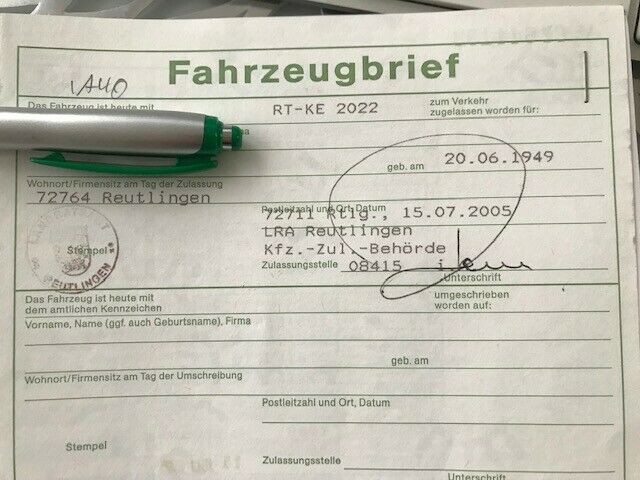 Fahrzeugbrief
Das Fahrzeug ist heute mit
RT-KE 2022
zum Verkehr
zugelassen worden für:
geb. am 20.06.1949
Wohnort/Firmensitz am Tag der Zulassung
72764 Reutlingen
Postleitzahl und Ort, Datum
72711 Rtlg., 15.07.2005
LRA Reutlingen
Kfz.-Zul.-Behörde
Stempel
REUTLINGEN
Zulassungsstelle 08415
Unterschrift
Das Fahrzeug ist heute mit
dem amtlichen Kennzeichen
umgeschrieben
worden auf:
Vorname, Name (ggf. auch Geburtsname), Firma
geb. am
Wohnort/Firmensitz am Tag der Umschreibung
Postleitzahl und Ort, Datum
Stempel
Zulassungsstelle
Unterschrift